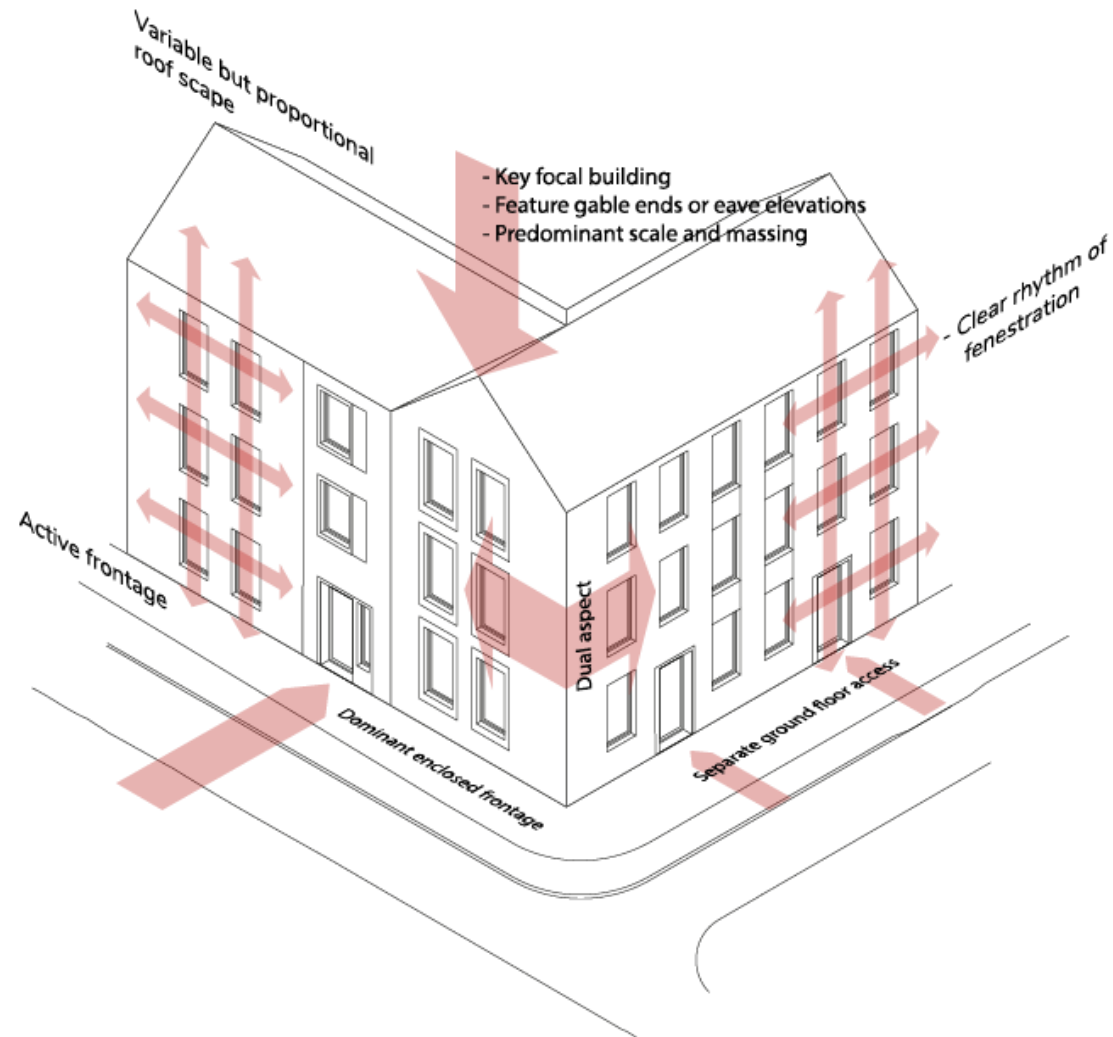 Variable but proportional
roof scape
- Key focal building
- Feature gable ends or eave elevations
- Predominant scale and massing
- Clear rhythm of
fenestration
Active frontage
Dual aspect
Dominant enclosed frontage
Separate ground floor access